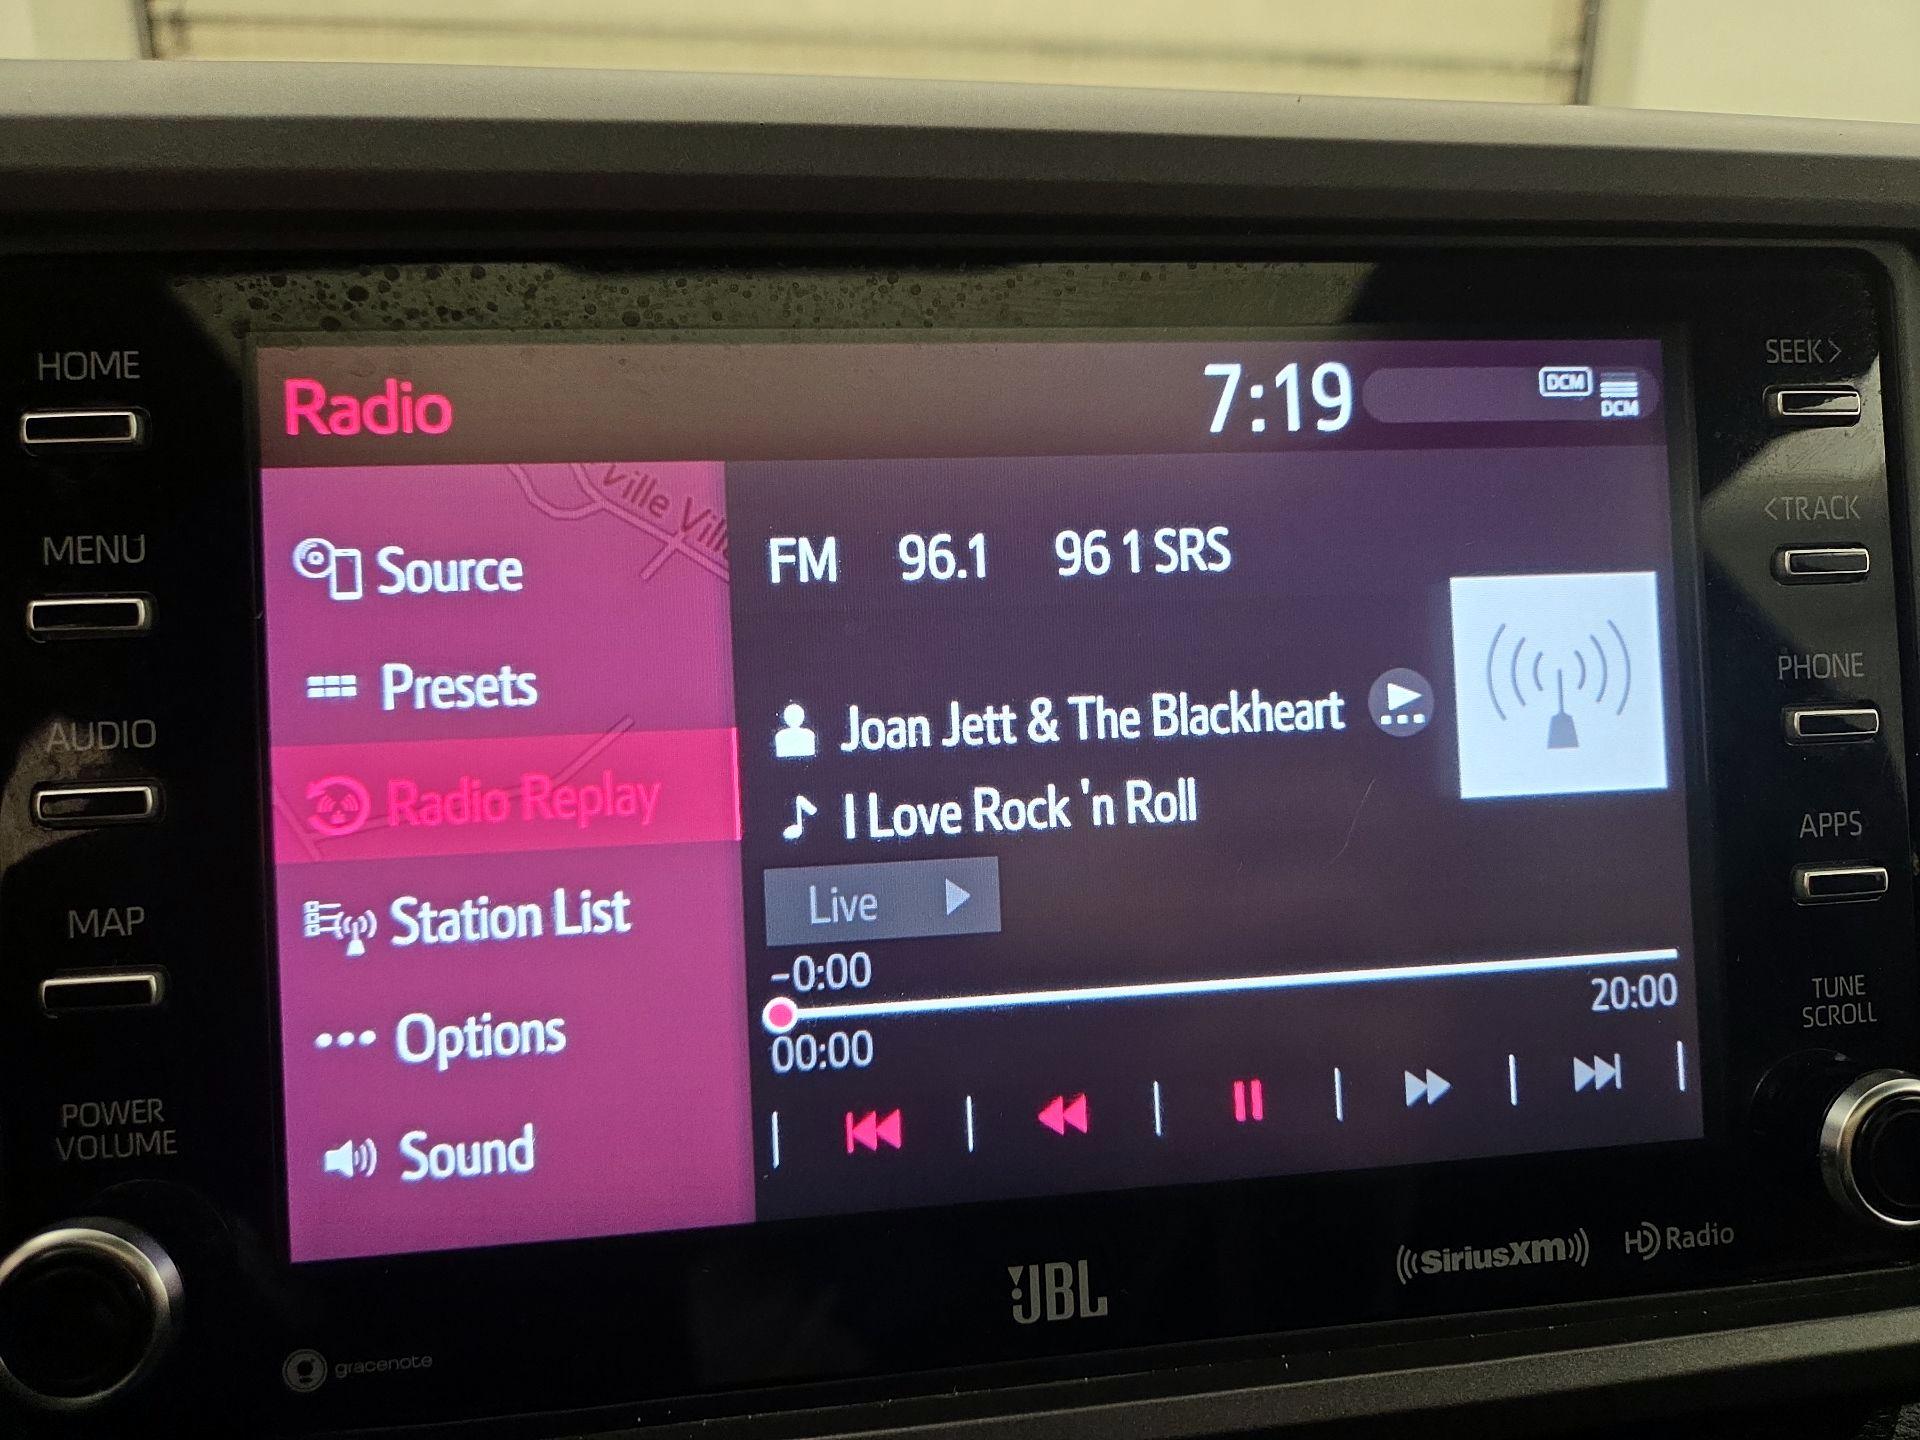 HOME
MENU
AUDIO
MAP
POWER
VOLUME
Radio
7:19
DCM
DCM
ville Vill
Source
Presets
Radio Replay
Station List
Options
Sound
FM 96.1 96 1 SRS
Joan Jett & The Blackheart
I Love Rock 'n Roll
Live
-0:00
20:00
00:00
SEEK>
<TRACK
PHONE
APPS
TUNE
SCROLL
gracenote
JBL
((SiriusXM))
HD Radio